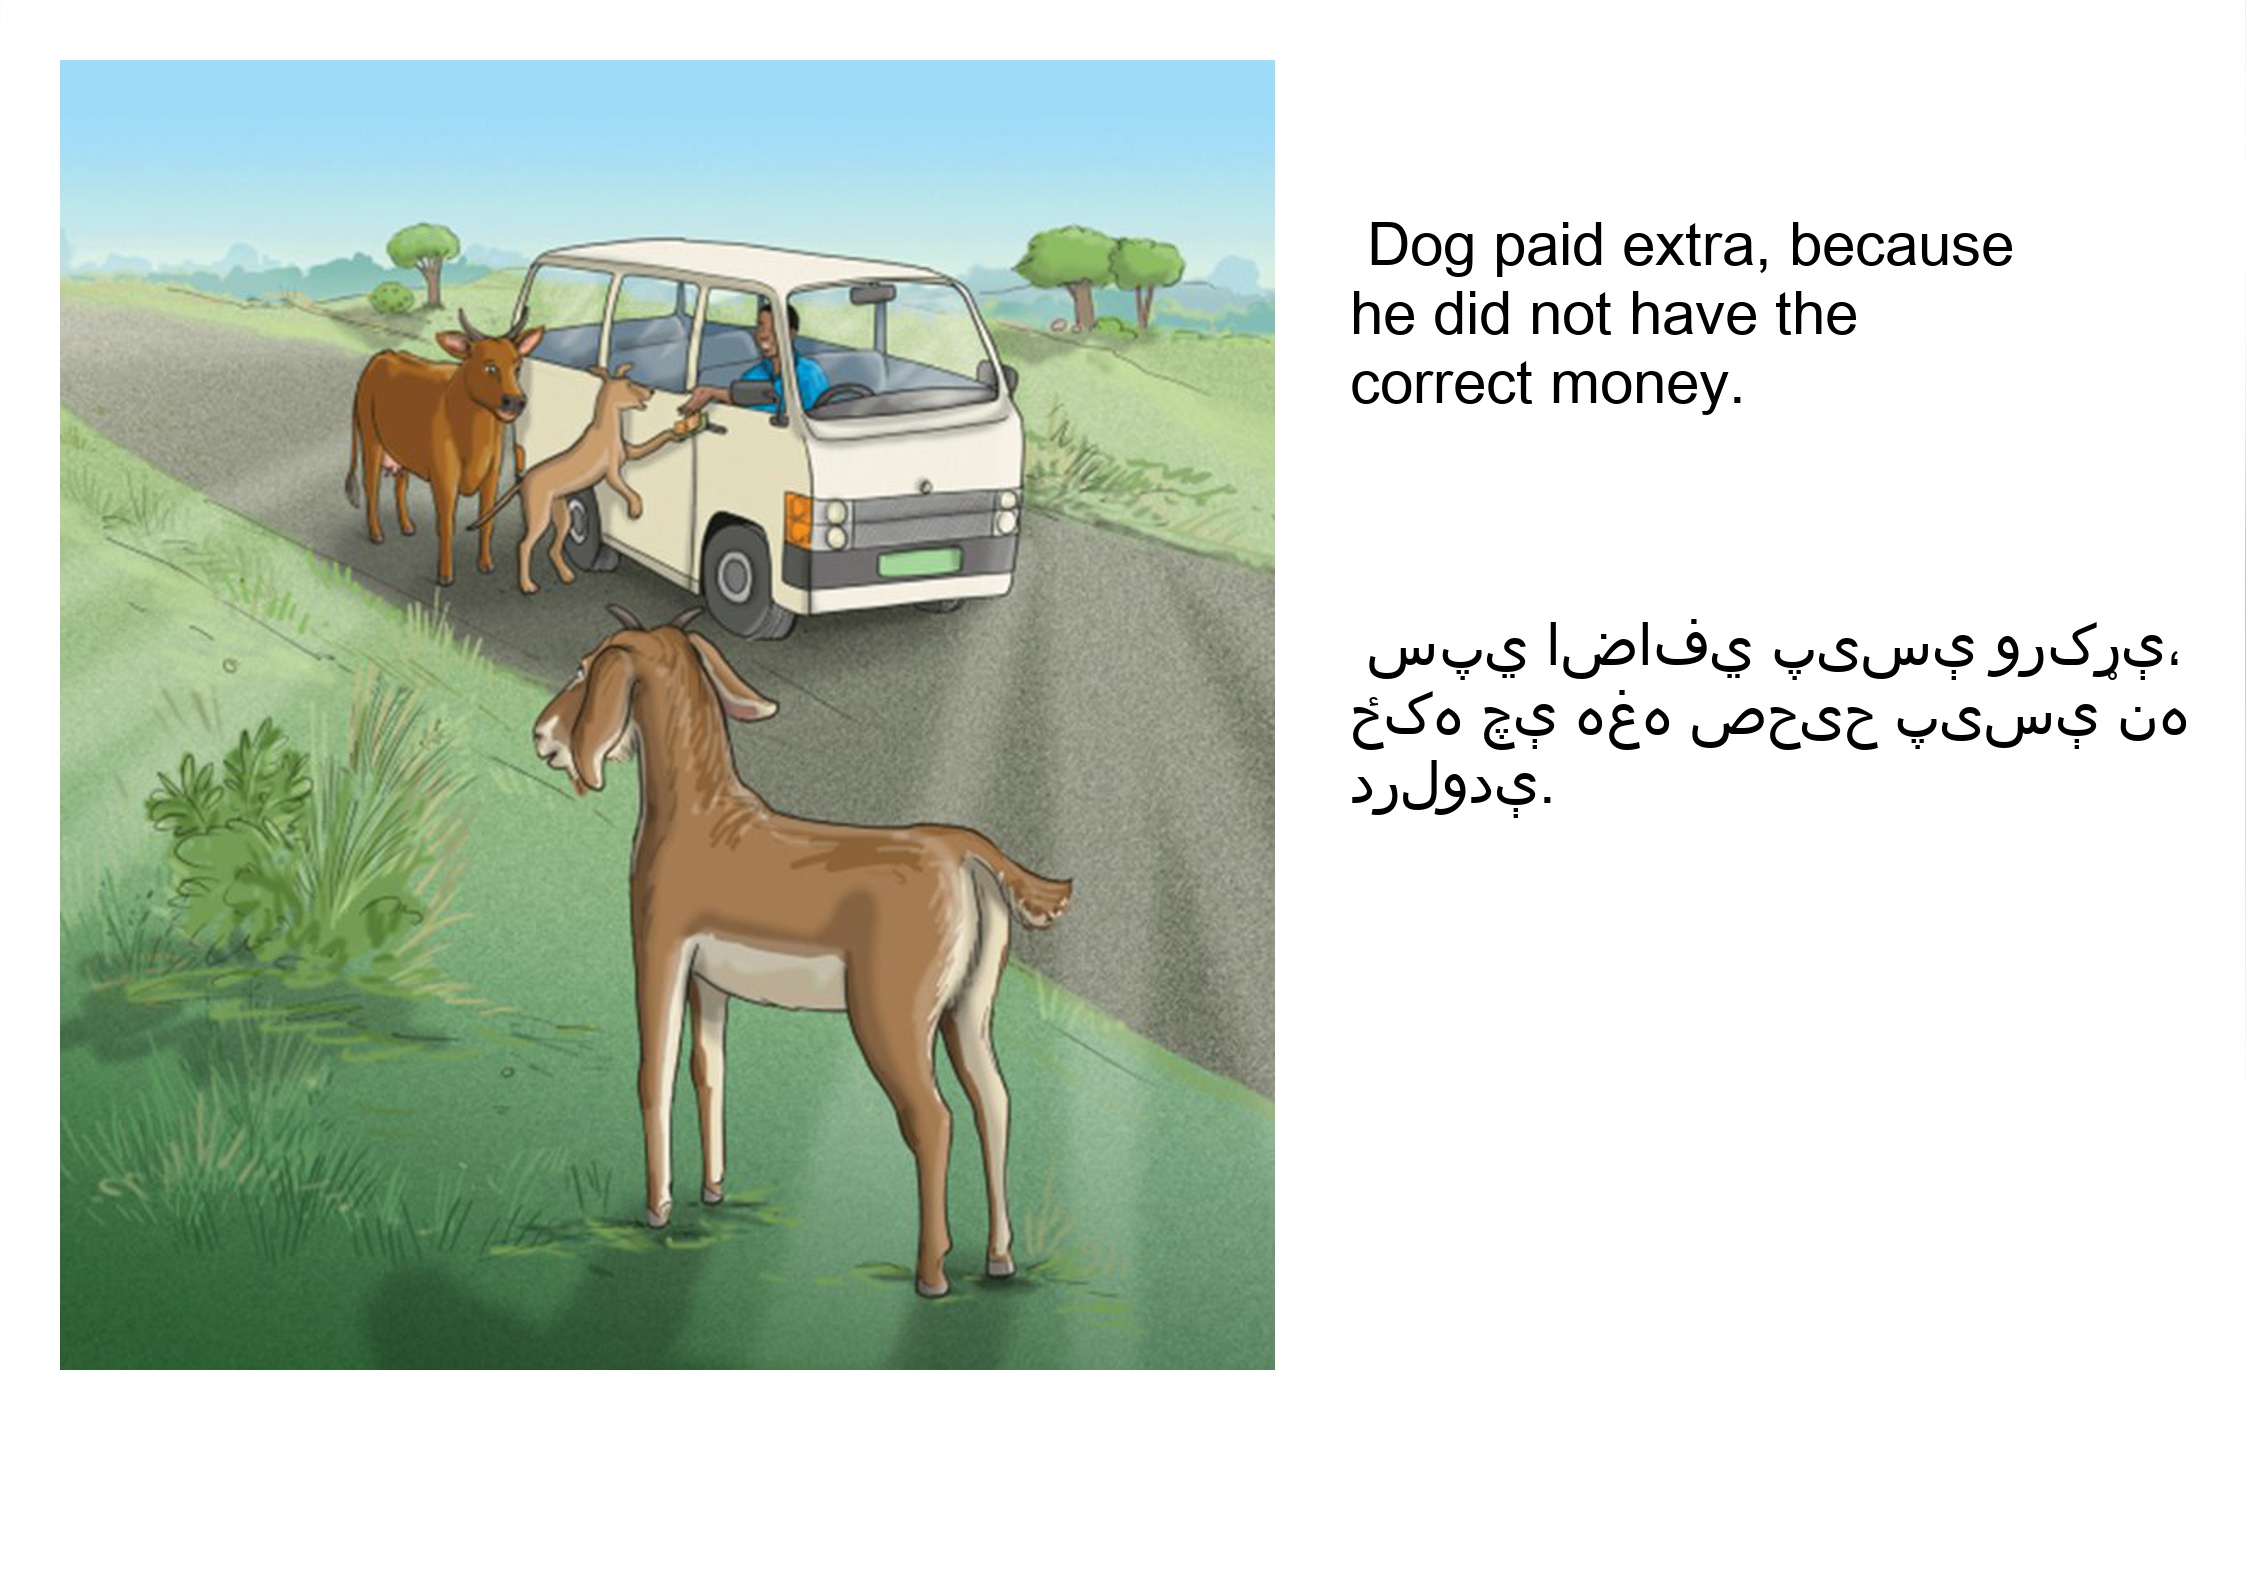 Dog paid extra, because
he did not have the
correct money.
سپي اضافي پیسې ورکړې،
ځکه چې هغه صحیح پیسې نه
درلودې.